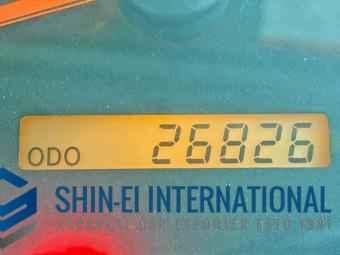 ODO 26826
SHIN-EI INTERNATIONAL